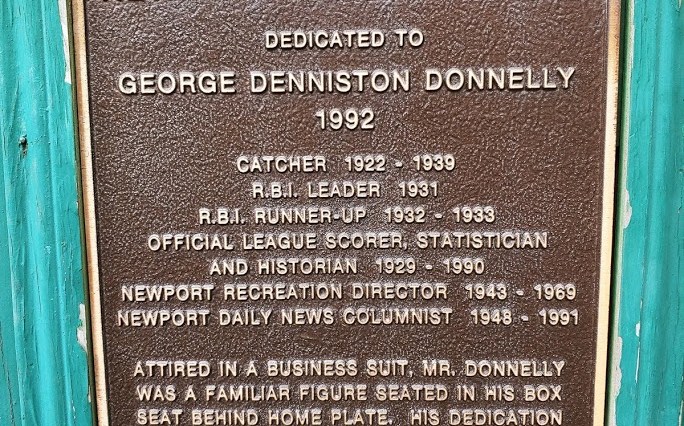 DEDICATED TO
GEORGE DENNISTON DONNELLY
1992
CATCHER 1922 - 1939
R.B.I. LEADER 1931
R.B.I. RUNNER-UP 1932 - 1933
OFFICIAL LEAGUE SCORER, STATISTICIAN
AND HISTORIAN 1929 - 1990
NEWPORT RECREATION DIRECTOR 1943 - 1969
NEWPORT DAILY NEWS COLUMNIST 1948 - 1991
ATTIRED IN A BUSINESS SUIT, MR. DONNELLY
WAS A FAMILIAR FIGURE SEATED IN HIS BOX
SEAT BEHIND HOME PLATE. HIS DEDICATION